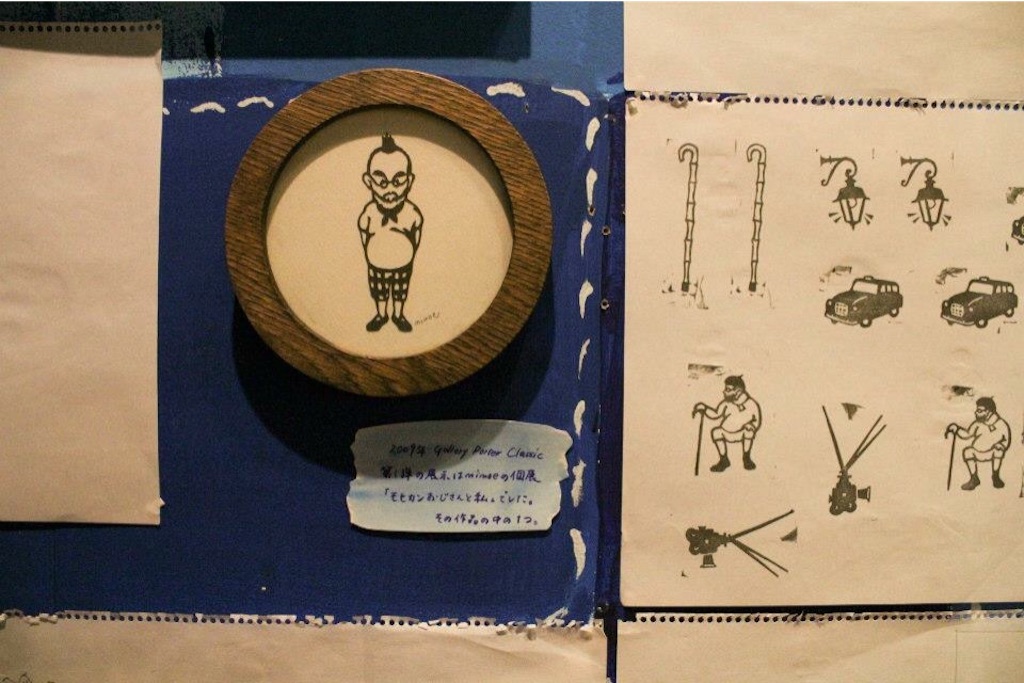 minoe
2009年 Gallery Porter Classic
第1弾の展示はminoeの個展
「モヒカンおじさんと私」でした。
その作品の中の1つ。